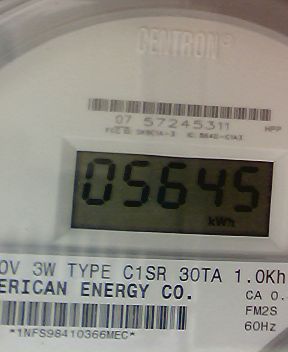 CENTRON®
07 57245311
05645
kWh
0V 3W TYPE C1SR 30TA 1.0Kh
ERICAN ENERGY CO.
CA 0.
FM2S
*1NFS98410366MEC*
60Hz